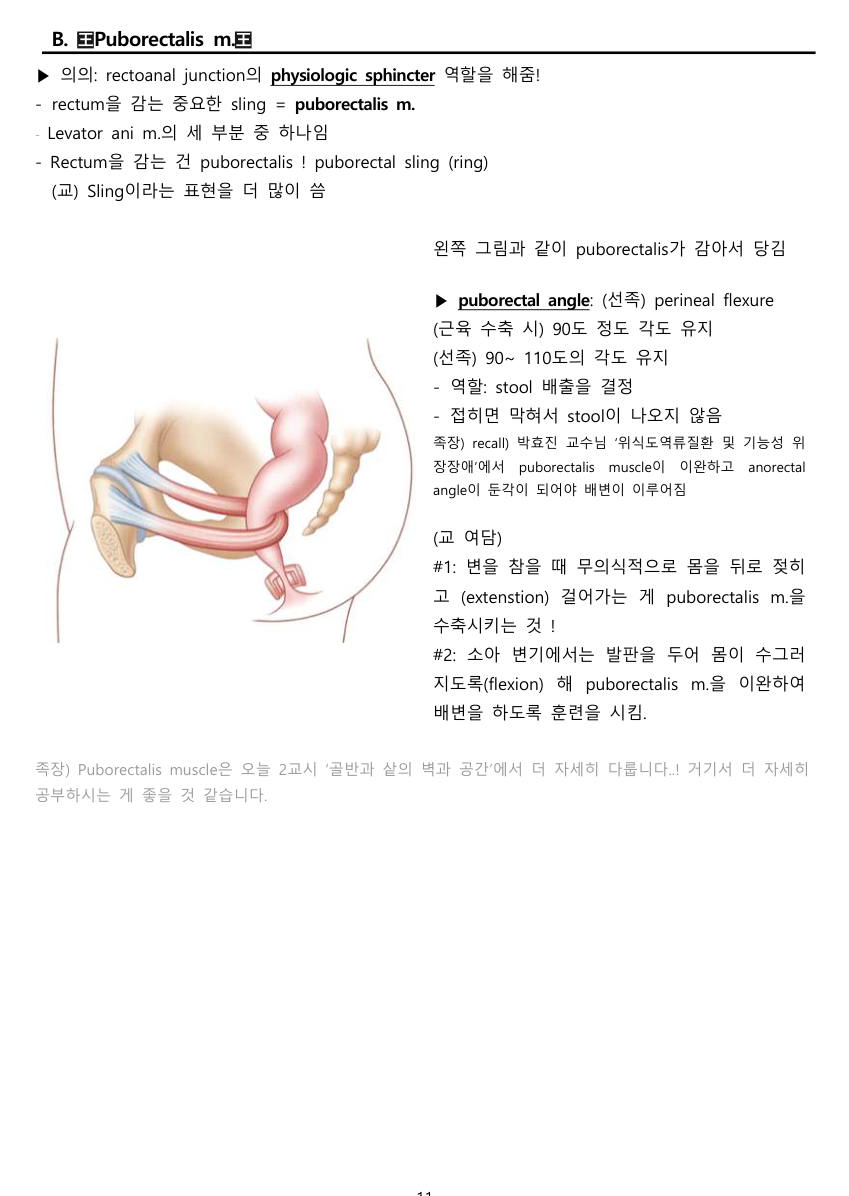 B. 王Puborectalis m.王
▶ 의의: rectoanal junction의 physiologic sphincter 역할을 해줌!
- rectum을 감는 중요한 sling = puborectalis m.
- Levator ani m.의 세 부분 중 하나임
- Rectum을 감는 건 puborectalis ! puborectal sling (ring)
(교) Sling이라는 표현을 더 많이 씀
왼쪽 그림과 같이 puborectalis가 감아서 당김
▶ puborectal angle: (선족) perineal flexure
(근육 수축 시) 90도 정도 각도 유지
(선족) 90~ 110도의 각도 유지
- 역할: stool 배출을 결정
- 접히면 막혀서 stool이 나오지 않음
족장) recall) 박효진 교수님 ‘위식도역류질환 및 기능성 위
장장애’에서 puborectalis muscle이 이완하고 anorectal
angle이 둔각이 되어야 배변이 이루어짐
(교 여담)
#1: 변을 참을 때 무의식적으로 몸을 뒤로 젖히
고 (extenstion) 걸어가는 게 puborectalis m.을
수축시키는 것 !
#2: 소아 변기에서는 발판을 두어 몸이 수그러
지도록(flexion) 해 puborectalis m.을 이완하여
배변을 하도록 훈련을 시킴.
족장) Puborectalis muscle은 오늘 2교시 ‘골반과 샅의 벽과 공간’에서 더 자세히 다룹니다..! 거기서 더 자세히
공부하시는 게 좋을 것 같습니다.
11